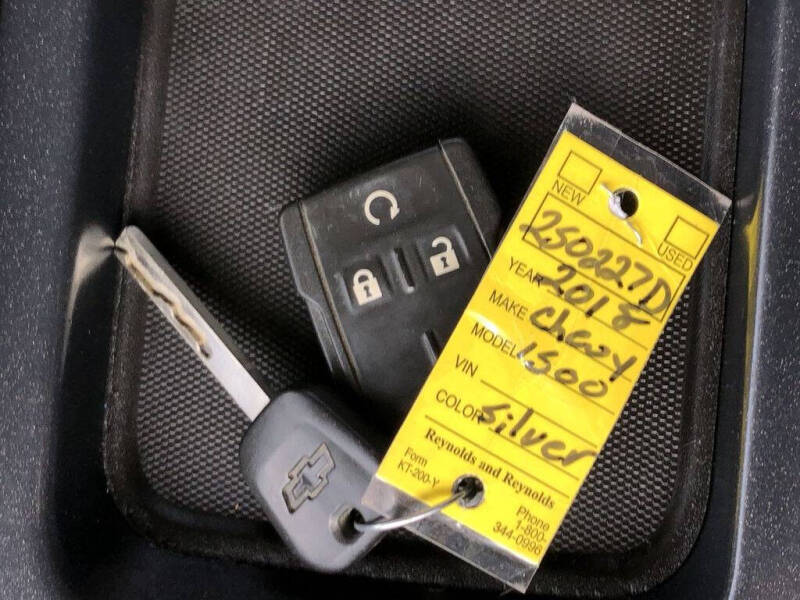 NEW
USED
250227D
YEAR 2018
MAKE Chevy
MODEL 1500
VIN
COLOR Silver
Reynolds and Reynolds
Form
KT-200-Y
Phone
1-800-
344-0996